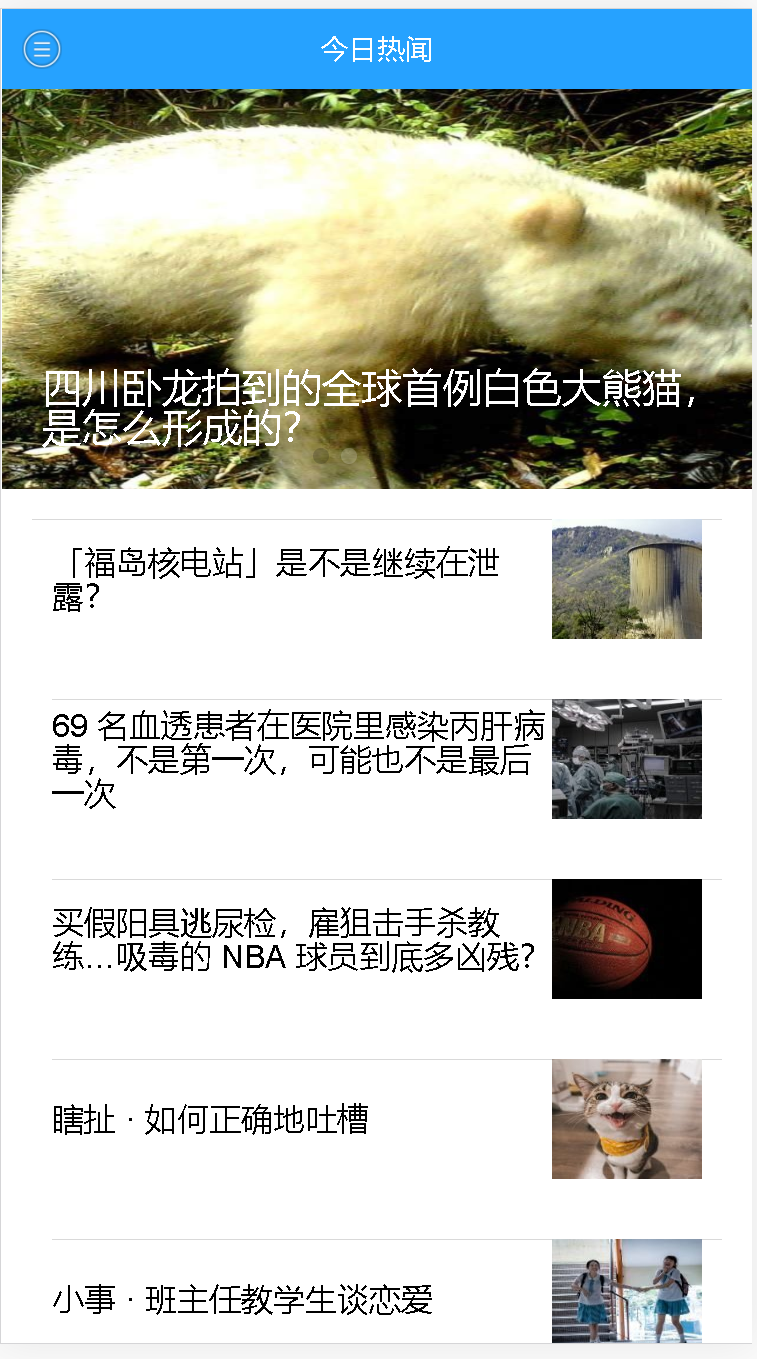 今日热闻
四川卧龙拍到的全球首例白色大熊猫，
是怎么形成的？
「福岛核电站」是不是继续在泄
露？
69 名血透患者在医院里感染丙肝病
毒，不是第一次，可能也不是最后
一次
买假阳具逃尿检，雇狙击手杀教
练…吸毒的 NBA 球员到底多凶残？
SPALDING
NBA
瞎扯 · 如何正确地吐槽
小事 · 班主任教学生谈恋爱